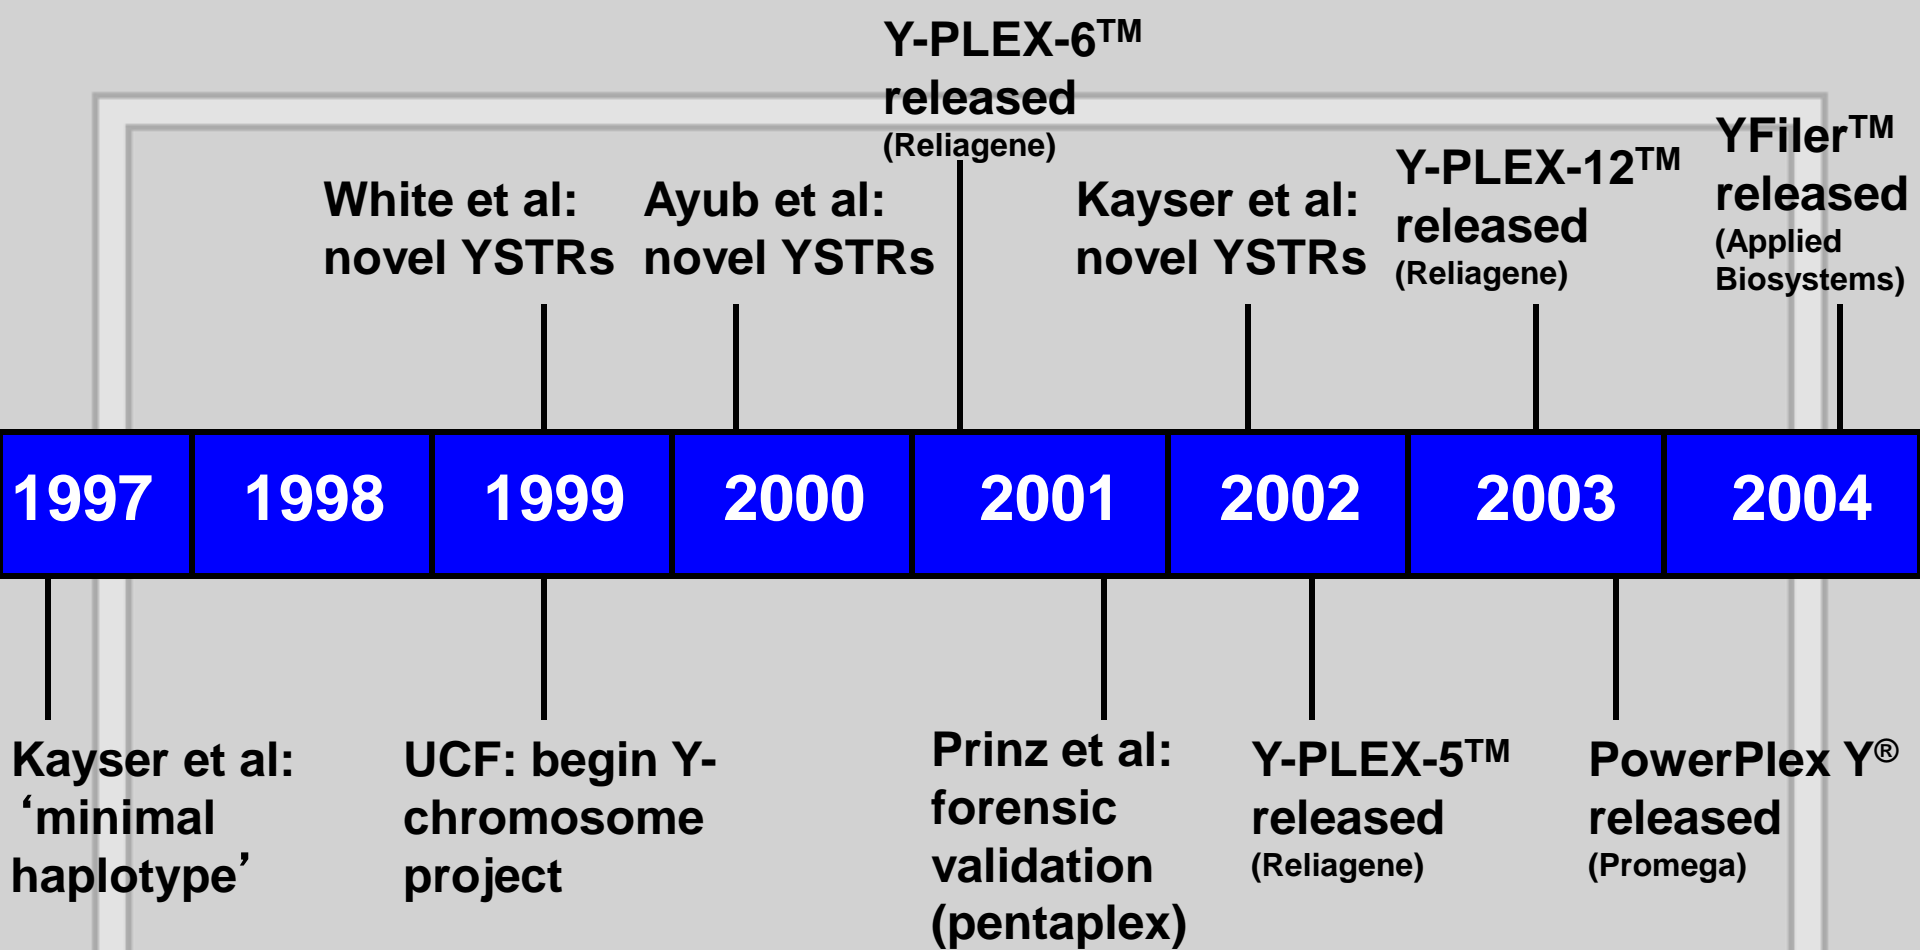 Y-PLEX-6™
released
(Reliagene)
White et al:
novel YSTRs
Ayub et al:
novel YSTRs
Kayser et al:
novel YSTRs
Y-PLEX-12™
released
(Reliagene)
YFiler™
released
(Applied
Biosystems)
1997 1998 1999 2000 2001 2002 2003 2004
Kayser et al:
‘minimal
haplotype’
UCF: begin Y-
chromosome
project
Prinz et al:
forensic
validation
(pentaplex)
Y-PLEX-5™
released
(Reliagene)
PowerPlex Y®
released
(Promega)